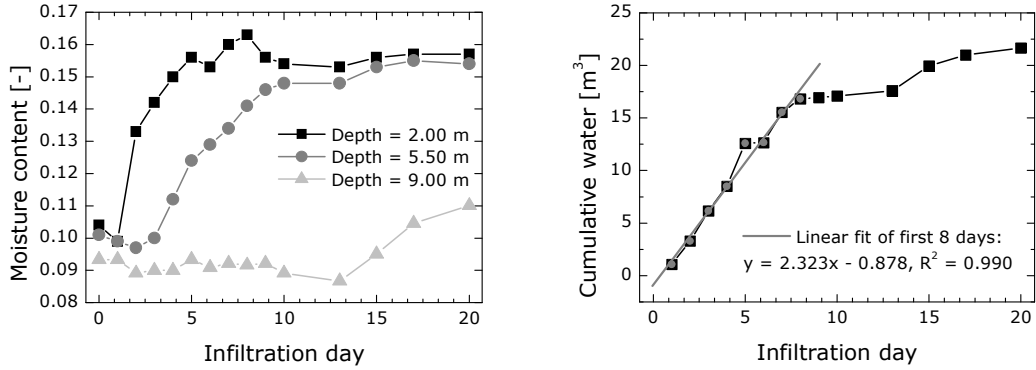 0.17
0.16
0.15
0.14
0.13
0.12
0.11
0.10
0.09
0.08
Moisture content [-]
Depth = 2.00 m
Depth = 5.50 m
Depth = 9.00 m
0 5 10 15 20
Infiltration day
25
20
15
10
5
0
Cumulative water [m³]
Linear fit of first 8 days:
y = 2.323x - 0.878, R² = 0.990
0 5 10 15 20
Infiltration day